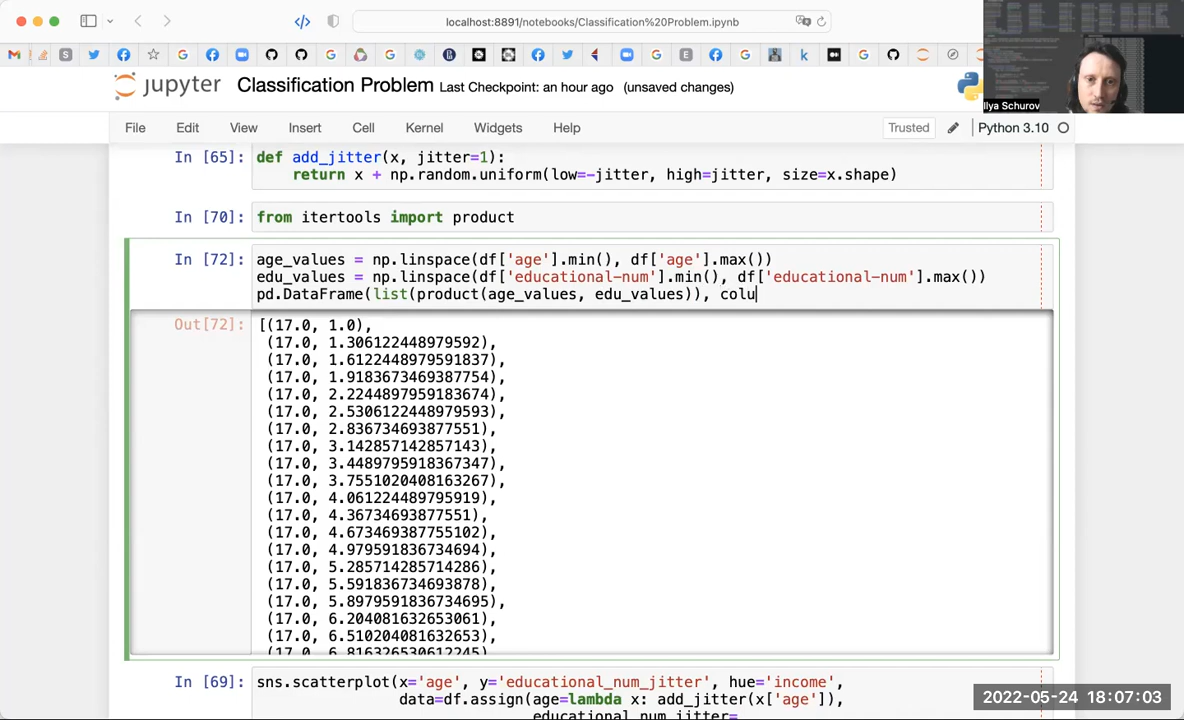 localhost:8891/notebooks/Classification%20Problem.ipynb
Ilya Schurov
jupyter Classification Problem Last Checkpoint: an hour ago (unsaved changes)
File Edit View Insert Cell Kernel Widgets Help Trusted Python 3.10
In [65]: def add_jitter(x, jitter=1):
return x + np.random.uniform(low=-jitter, high=jitter, size=x.shape)
In [70]: from itertools import product
In [72]: age_values = np.linspace(df['age'].min(), df['age'].max())
edu_values = np.linspace(df['educational-num'].min(), df['educational-num'].max())
pd.DataFrame(list(product(age_values, edu_values)), colu
Out[72]: [(17.0, 1.0),
(17.0, 1.306122448979592),
(17.0, 1.6122448979591837),
(17.0, 1.9183673469387754),
(17.0, 2.2244897959183674),
(17.0, 2.5306122448979593),
(17.0, 2.836734693877551),
(17.0, 3.142857142857143),
(17.0, 3.4489795918367347),
(17.0, 3.7551020408163267),
(17.0, 4.061224489795919),
(17.0, 4.36734693877551),
(17.0, 4.673469387755102),
(17.0, 4.979591836734694),
(17.0, 5.285714285714286),
(17.0, 5.591836734693878),
(17.0, 5.8979591836734695),
(17.0, 6.204081632653061),
(17.0, 6.510204081632653),
(17.0, 6.816326530612245)
In [69]: sns.scatterplot(x='age', y='educational_num_jitter', hue='income',
data=df.assign(age=lambda x: add_jitter(x['age']),
educational_num_jitter=
2022-05-24 18:07:03